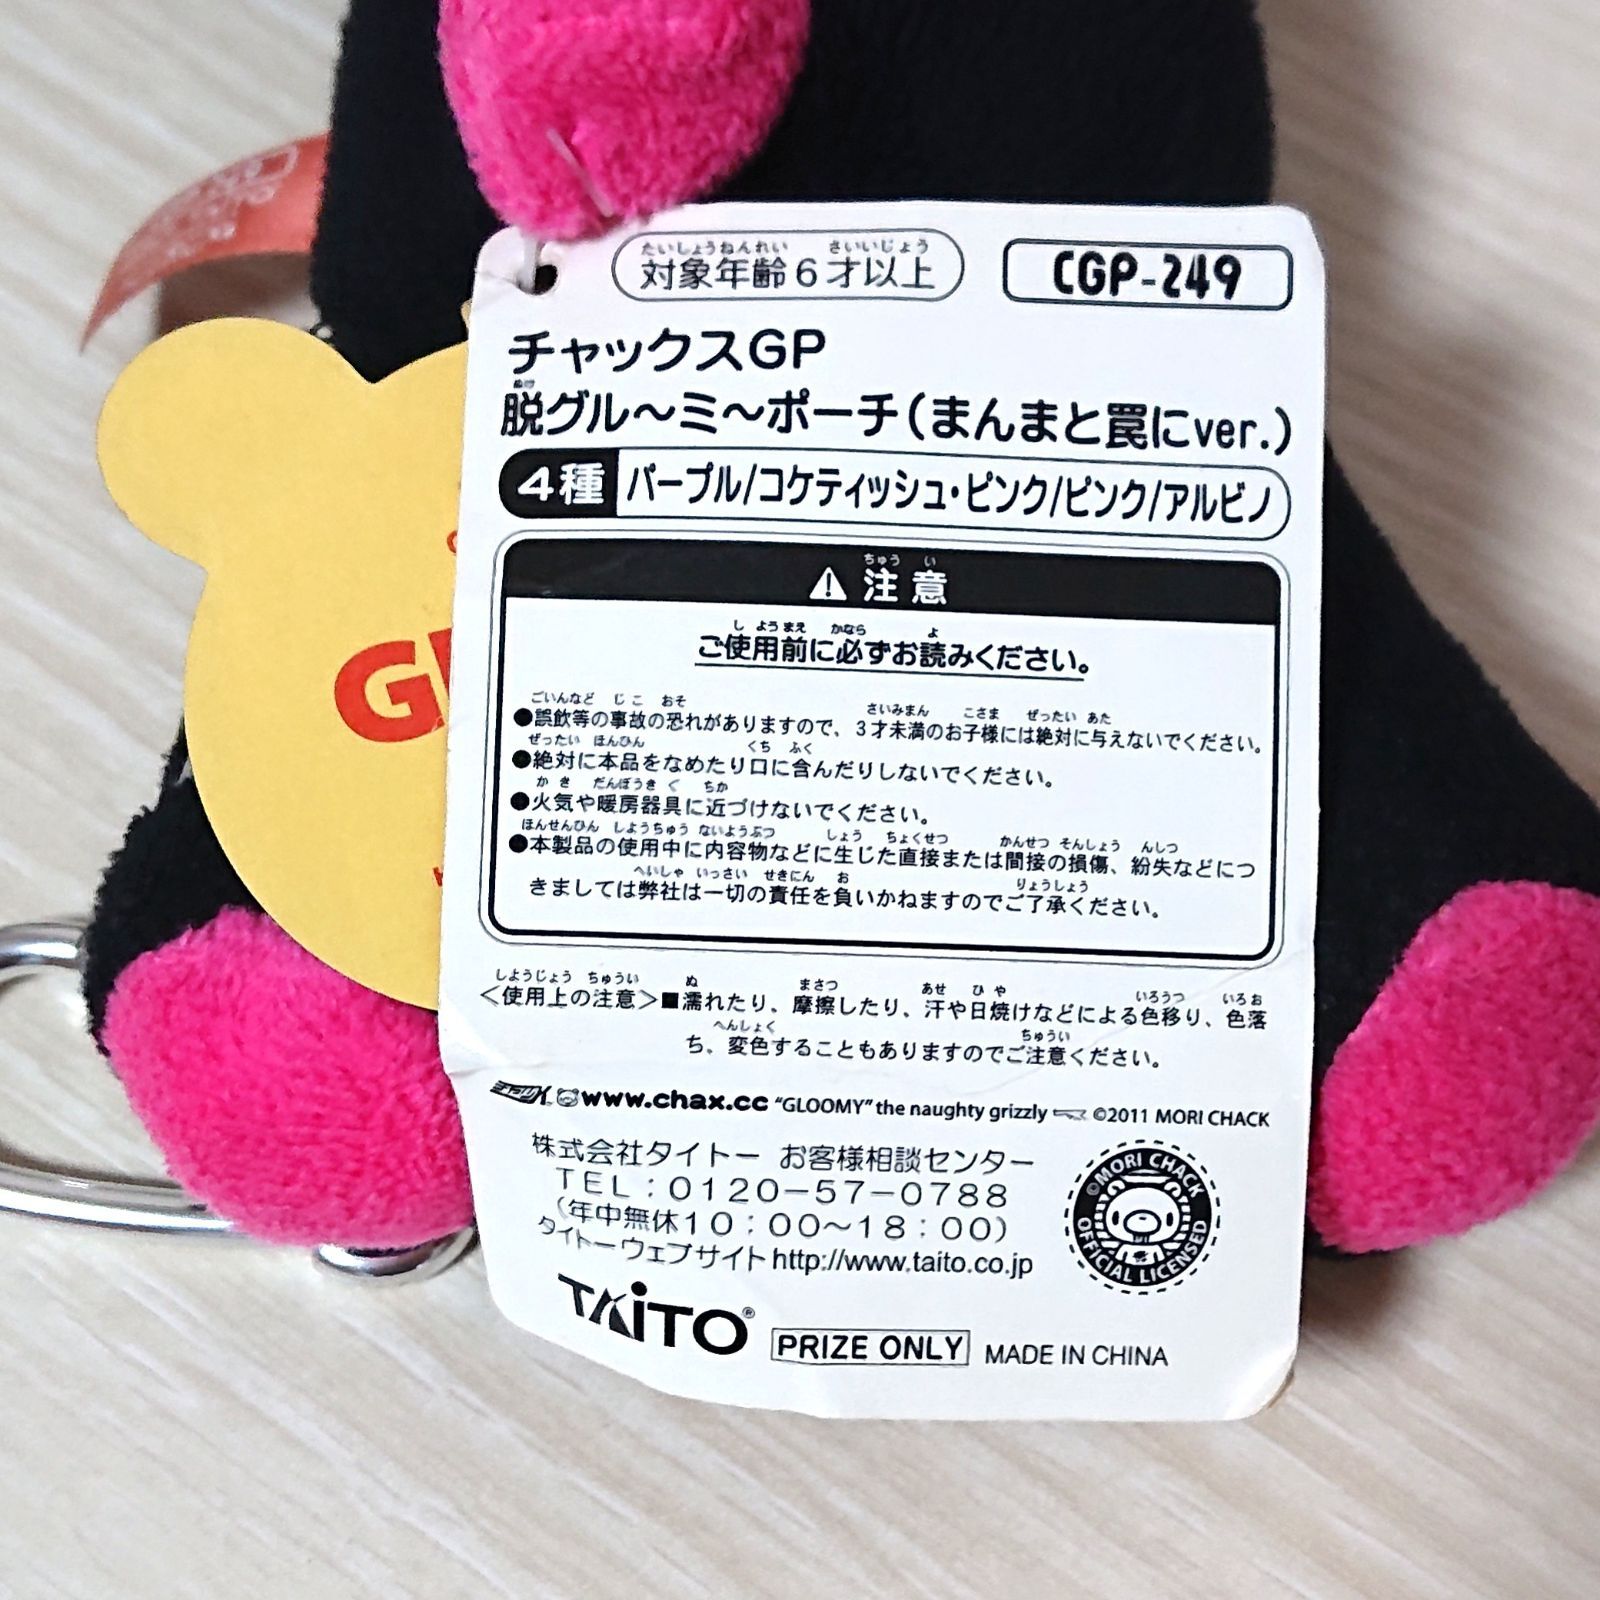 対象年齢6才以上
たいしょうねんれい さいいじょう
CGP-249
チャックスGP
ぬけ
脱グル〜ミ〜ポーチ(まんまと罠にver.)
4種 パープル/コケティッシュ・ピンク/ピンク/アルビノ
ちゅう い
注意
し ようまえ かなら よ
ご使用前に必ずお読みください。
ごいんなど じこ おそ さいみまん こさま ぜったい あた
●誤飲等の事故の恐れがありますので、3才未満のお子様には絶対に与えないでください。
ぜったい ほんひん くち ふく
●絶対に本品をなめたり口に含んだりしないでください。
かき だんぼうきぐ ちか
●火気や暖房器具に近づけないでください。
ほんせんひん しようちゅう ないようぶつ しょう ちょくせつ かんせつ そんしょう んしつ
●本製品の使用中に内容物などに生じた直接または間接の損傷、紛失などにつ
へいしゃ いっさい せきにん お りょうしょう
きましては弊社は一切の責任を負いかねますのでご了承ください。
しようじょう ちゅうい ぬ まさつ あせ ひや いろうつ いろお
<使用上の注意>■濡れたり、摩擦したり、汗や日焼けなどによる色移り、色落
へんしょく ちゅうい
ち、変色することもありますのでご注意ください。
www.chax.cc "GLOOMY" the naughty grizzly ©2011 MORI CHACK
株式会社タイトー お客様相談センター
TEL:0120-57-0788
(年中無休10:00〜18:00)
タイトーウェブサイト http://www.taito.co.jp
©MORI CHACK OFFICIAL LICENSED
TAITO®
PRIZE ONLY
MADE IN CHINA